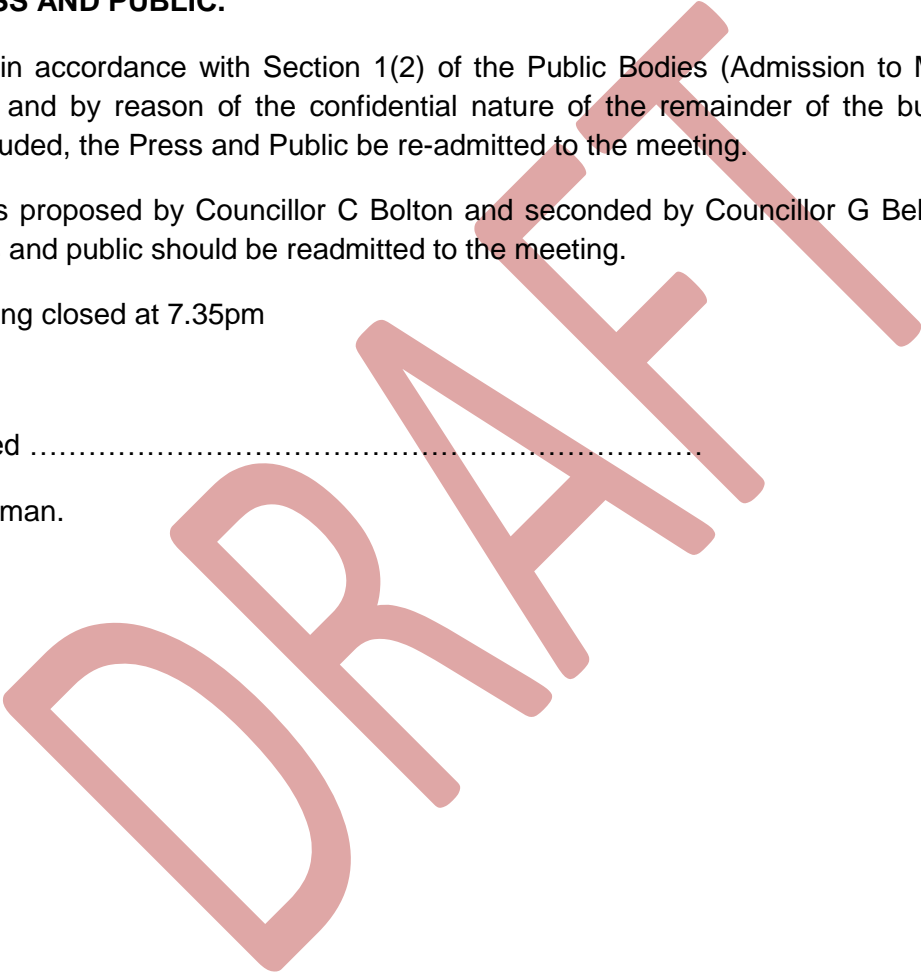 SS AND PUBLIC.
in accordance with Section 1(2) of the Public Bodies (Admission to M
and by reason of the confidential nature of the remainder of the bu
uded, the Press and Public be re-admitted to the meeting.
s proposed by Councillor C Bolton and seconded by Councillor G Bel
and public should be readmitted to the meeting.
ng closed at 7.35pm
ed ……………………………………………………………
man.
DRAFT